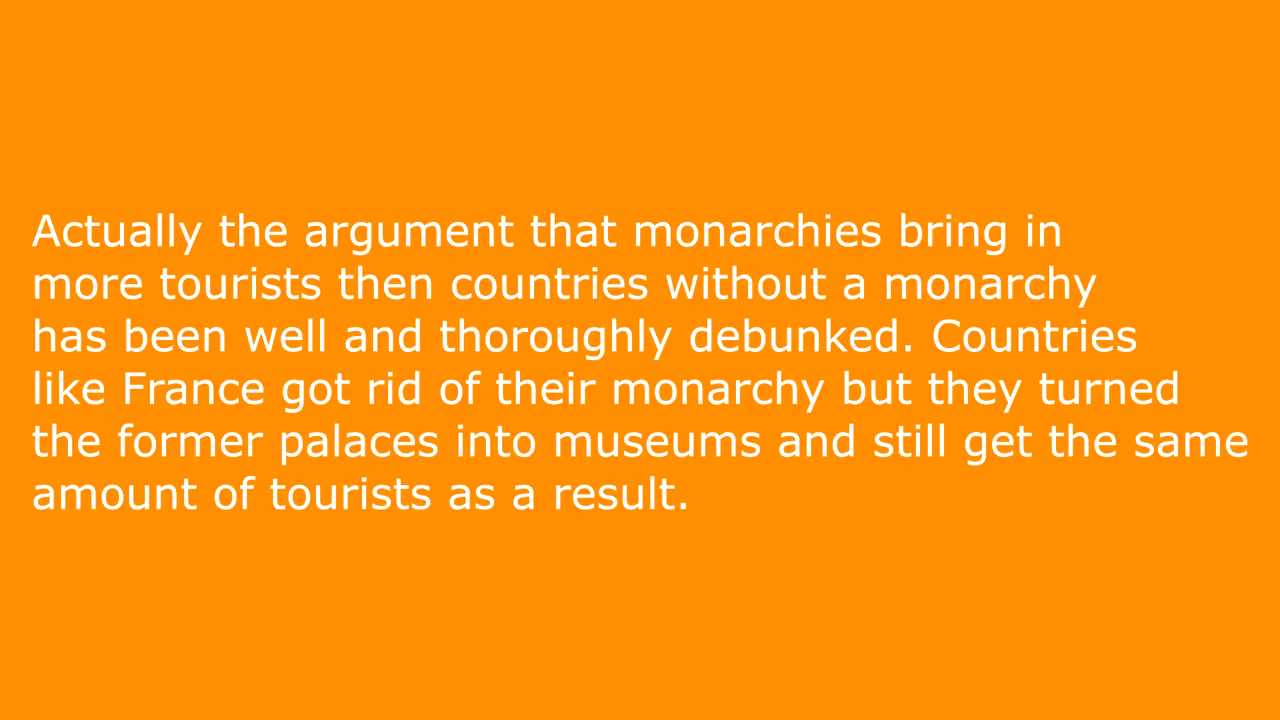 Actually the argument that monarchies bring in
more tourists then countries without a monarchy
has been well and thoroughly debunked. Countries
like France got rid of their monarchy but they turned
the former palaces into museums and still get the same
amount of tourists as a result.